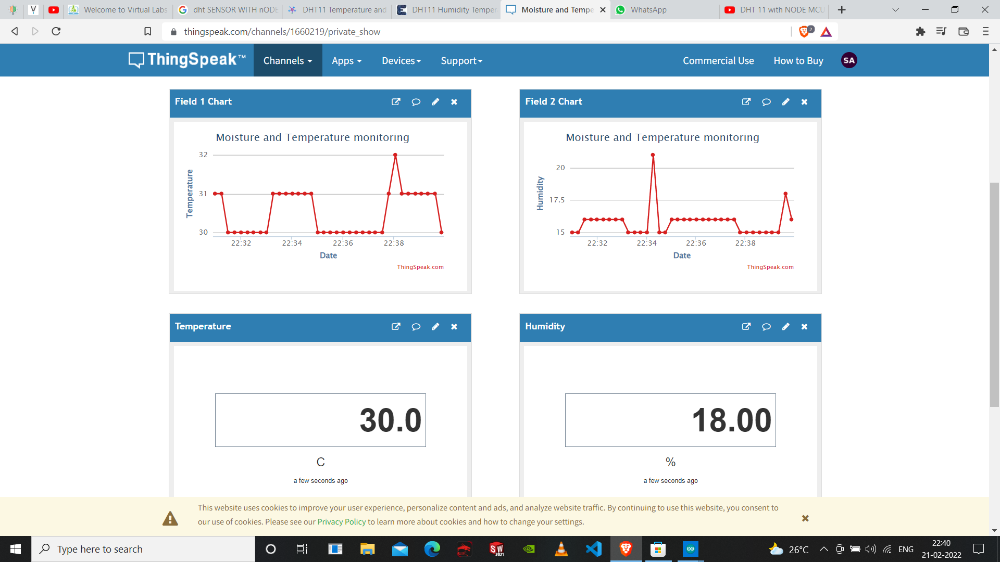 Welcome to Virtual Labs
dht SENSOR WITH nODE
DHT11 Temperature and
DHT11 Humidity Temper
Moisture and Tempe
WhatsApp
DHT 11 with NODE MCU
thingspeak.com/channels/1660219/private_show
2
ThingSpeak™
Channels
Apps
Devices
Support
Commercial Use
How to Buy
SA
Field 1 Chart
Moisture and Temperature monitoring
Temperature
32
31
30
22:32
22:34
22:36
22:38
Date
ThingSpeak.com
Field 2 Chart
Moisture and Temperature monitoring
Humidity
20
17.5
15
22:32
22:34
22:36
22:38
Date
ThingSpeak.com
Temperature
30.0
C
a few seconds ago
Humidity
18.00
%
a few seconds ago
This website uses cookies to improve your user experience, personalize content and ads, and analyze website traffic. By continuing to use this website, you consent to
our use of cookies. Please see our Privacy Policy to learn more about cookies and how to change your settings.
Type here to search
SW
2021
26°C
ENG
22:40
21-02-2022